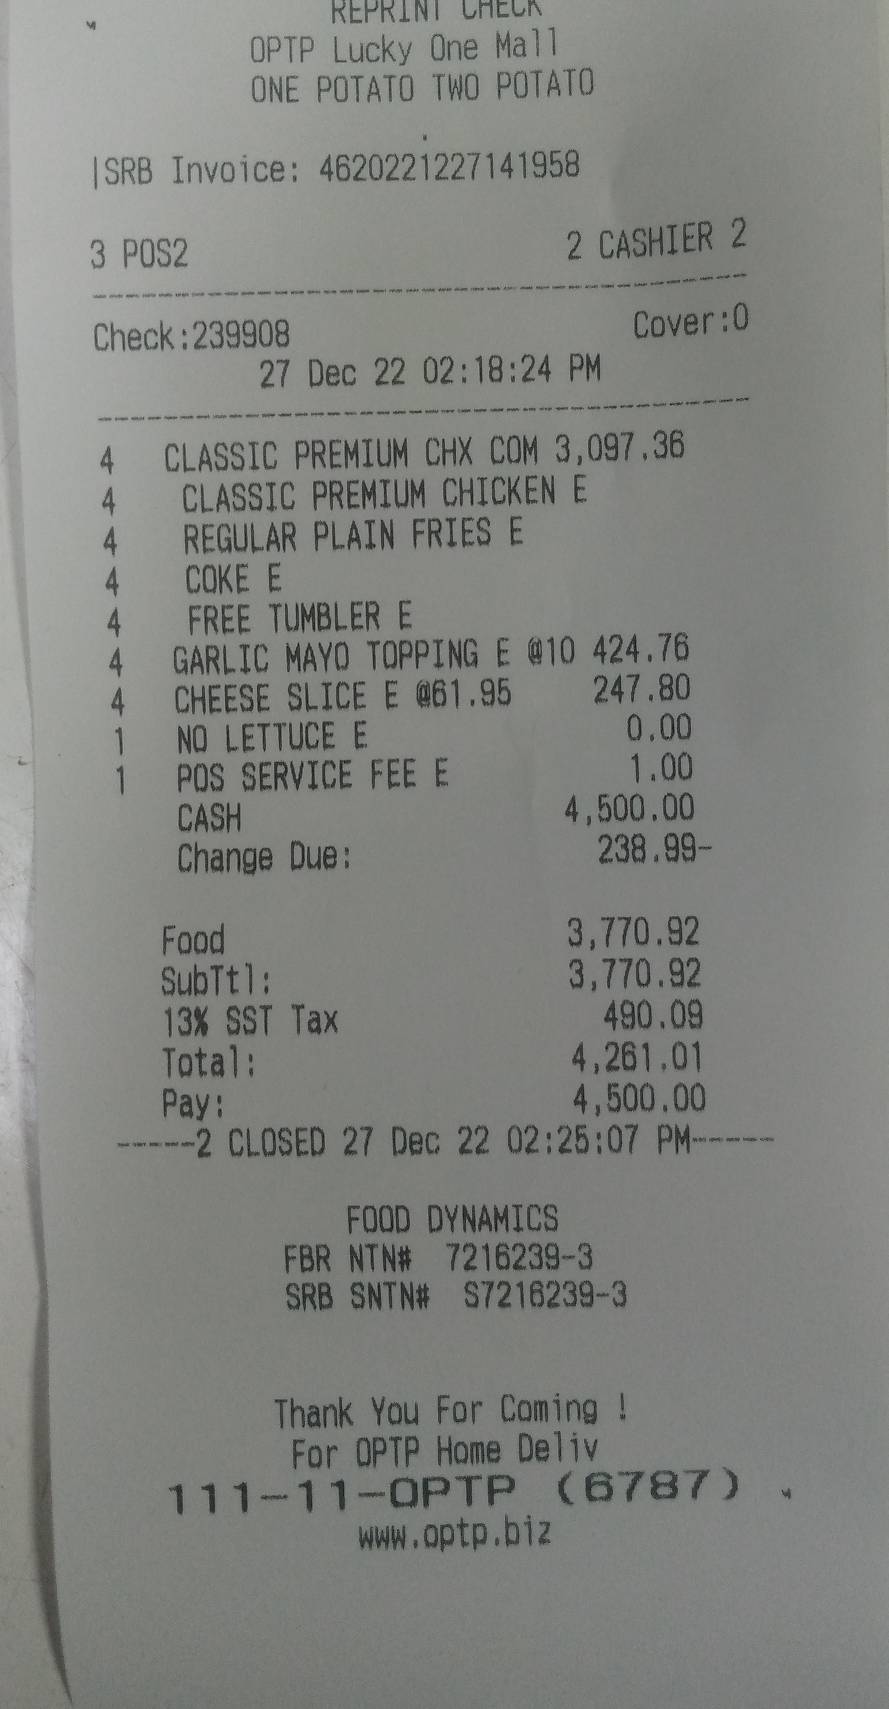 REPRINT CHECK
OPTP Lucky One Mall
ONE POTATO TWO POTATO
|SRB Invoice: 4620221227141958
3 POS2 2 CASHIER 2
Check:239908 Cover:0
27 Dec 22 02:18:24 PM
4 CLASSIC PREMIUM CHX COM 3,097.36
4 CLASSIC PREMIUM CHICKEN E
4 REGULAR PLAIN FRIES E
4 COKE E
4 FREE TUMBLER E
4 GARLIC MAYO TOPPING E @10 424.76
4 CHEESE SLICE E @61.95 247.80
1 NO LETTUCE E 0.00
1 POS SERVICE FEE E 1.00
CASH 4,500.00
Change Due: 238.99-
Food 3,770.92
SubTtl: 3,770.92
13% SST Tax 490.09
Total: 4,261.01
Pay: 4,500.00
-----2 CLOSED 27 Dec 22 02:25:07 PM-----
FOOD DYNAMICS
FBR NTN# 7216239-3
SRB SNTN# S7216239-3
Thank You For Coming !
For OPTP Home Deliv
111-11-OPTP (6787)
www.optp.biz